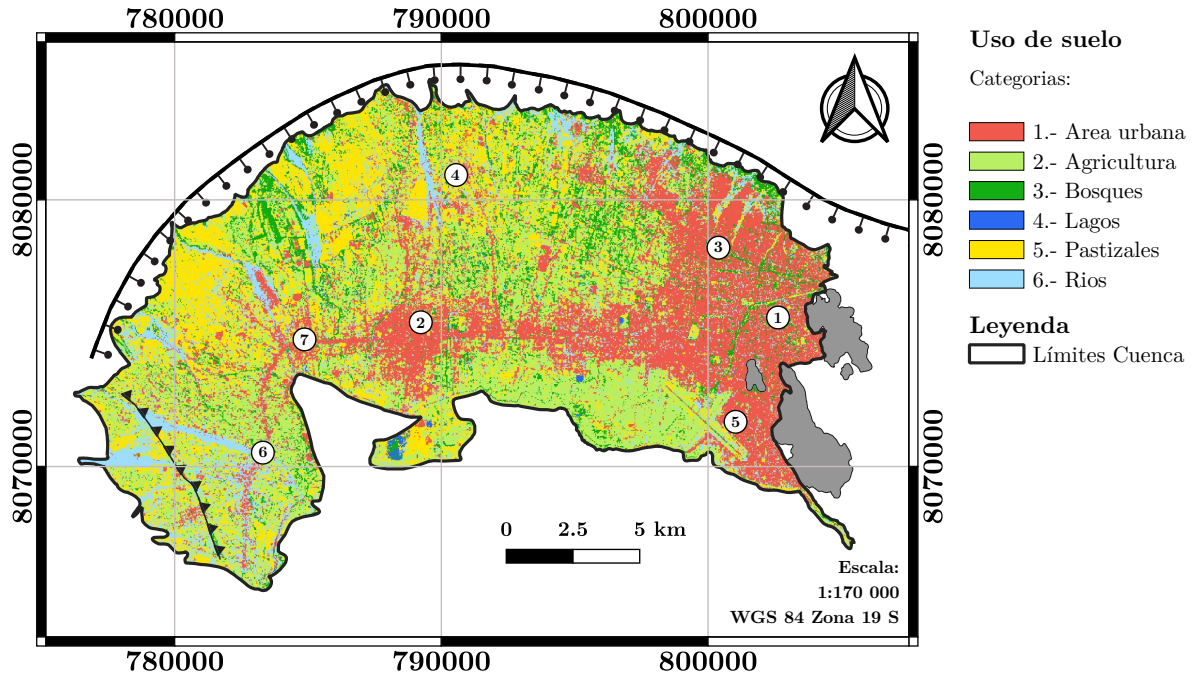 780000 790000 800000
Uso de suelo
Categorias:
1.- Area urbana
2.- Agricultura
3.- Bosques
4.- Lagos
5.- Pastizales
6.- Rios
Leyenda
Límites Cuenca
8080000
8080000
8070000
8070000
4
3
1
2
7
5
6
0 2.5 5 km
Escala:
1:170 000
WGS 84 Zona 19 S
780000 790000 800000